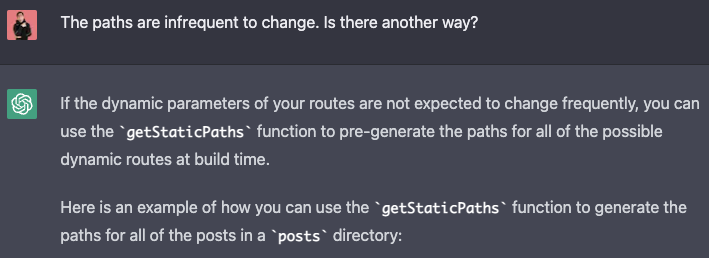 The paths are infrequent to change. Is there another way?
If the dynamic parameters of your routes are not expected to change frequently, you can
use the `getStaticPaths` function to pre-generate the paths for all of the possible
dynamic routes at build time.
Here is an example of how you can use the `getStaticPaths` function to generate the
paths for all of the posts in a `posts` directory: